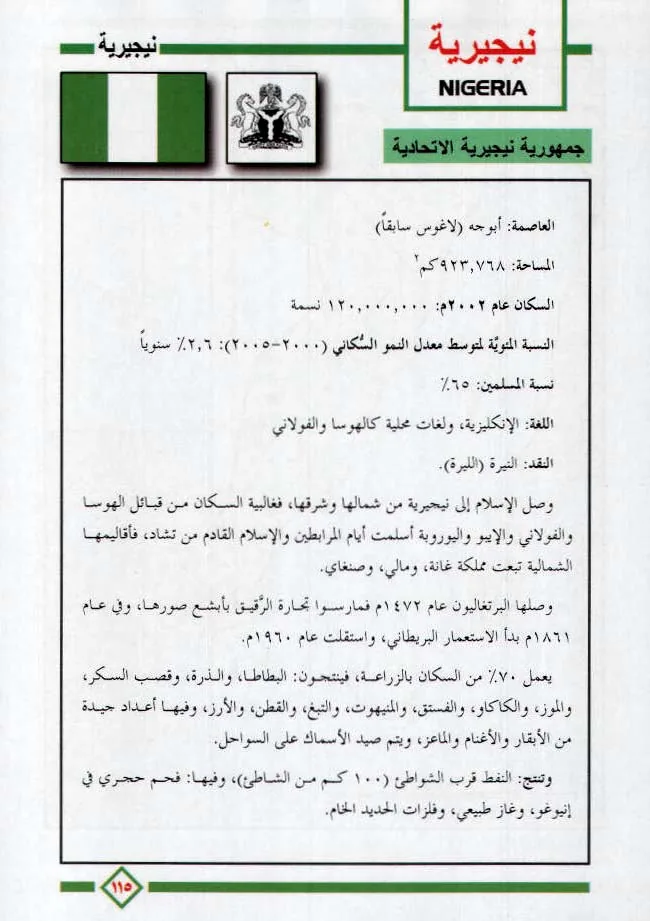 نيجيرية
نيجيرية
NIGERIA
جمهورية نيجيرية الاتحادية
العاصمة: أبوجه (لاغوس سابقاً)
المساحة: ٩٢٣,٧٦٨كم٢
السكان عام ٢٠٠٢م: ١٢٠,٠٠٠,٠٠٠ نسمة
النسبة المئويَّة لمتوسط معدل النمو السُّكاني (٢٠٠٠-٢٠٠٥): ٢,٦٪ سنوياً
نسبة المسلمين: ٦٥٪
اللغة: الإنكليزية، ولغات محلية كالهوسا والفولاني
النقد: النيرة (الليرة).
وصل الإسلام إلى نيجيرية من شمالها وشرقها، فغالبية السكان من قبائل الهوسا
والفولاني والإيبو واليوروبة أسلمت أيام المرابطين والإسلام القادم من تشاد، فأقاليمها
الشمالية تبعت مملكة غانة، ومالي، وصنغاي.
وصلها البرتغاليون عام ١٤٧٢م فمارسوا تجارة الرَّقيق بأبشع صورها، وفي عام
١٨٦١م بدأ الاستعمار البريطاني، واستقلت عام ١٩٦٠م.
يعمل ٧٠٪ من السكان بالزراعة، فينتجون: البطاطا، والذرة، وقصب السكر،
والموز، والكاكاو، والفستق، والمنيهوت، والتبغ، والقطن، والأرز، وفيها أعداد جيدة
من الأبقار والأغنام والماعز، ويتم صيد الأسماك على السواحل.
وتنتج: النفط قرب الشواطئ (١٠٠ كم من الشاطئ)، وفيها: فحم حجري في
إنيوغو، وغاز طبيعي، وفلزات الحديد الخام.
١١٥